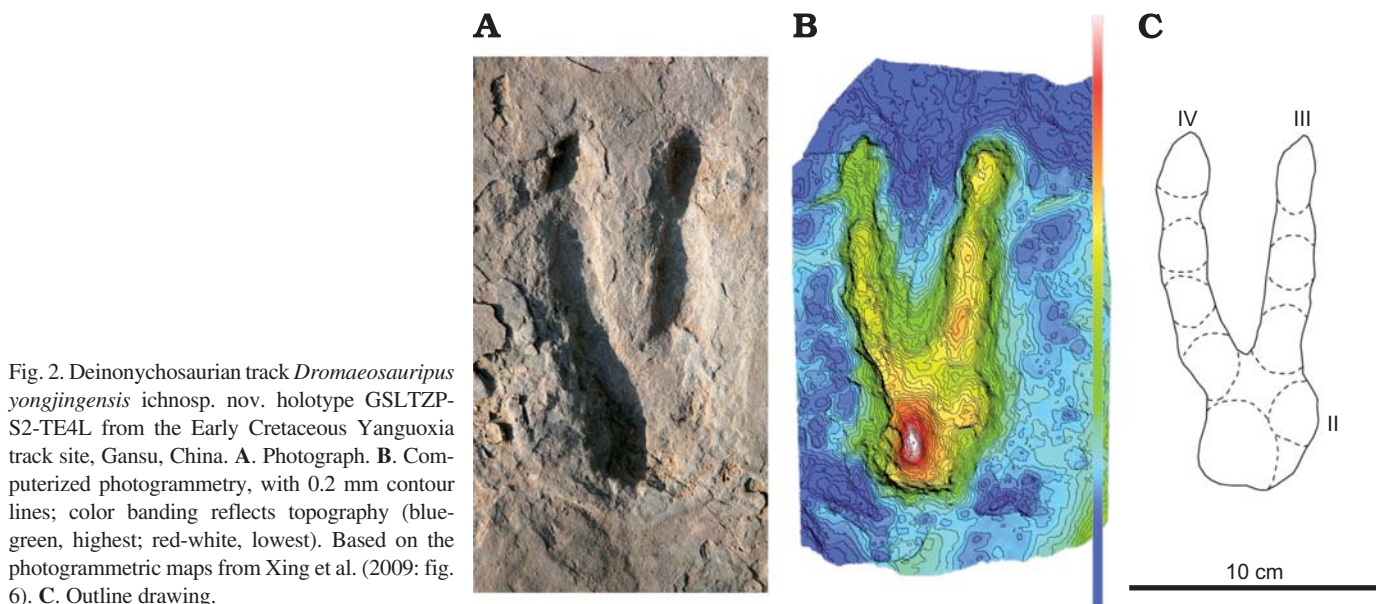 A
B
C
IV
III
II
10 cm
Fig. 2. Deinonychosaurian track Dromaeosauripus
yongjingensis ichnosp. nov. holotype GSLTZP-
S2-TE4L from the Early Cretaceous Yanguoxia
track site, Gansu, China. A. Photograph. B. Com-
puterized photogrammetry, with 0.2 mm contour
lines; color banding reflects topography (blue-
green, highest; red-white, lowest). Based on the
photogrammetric maps from Xing et al. (2009: fig.
6). C. Outline drawing.